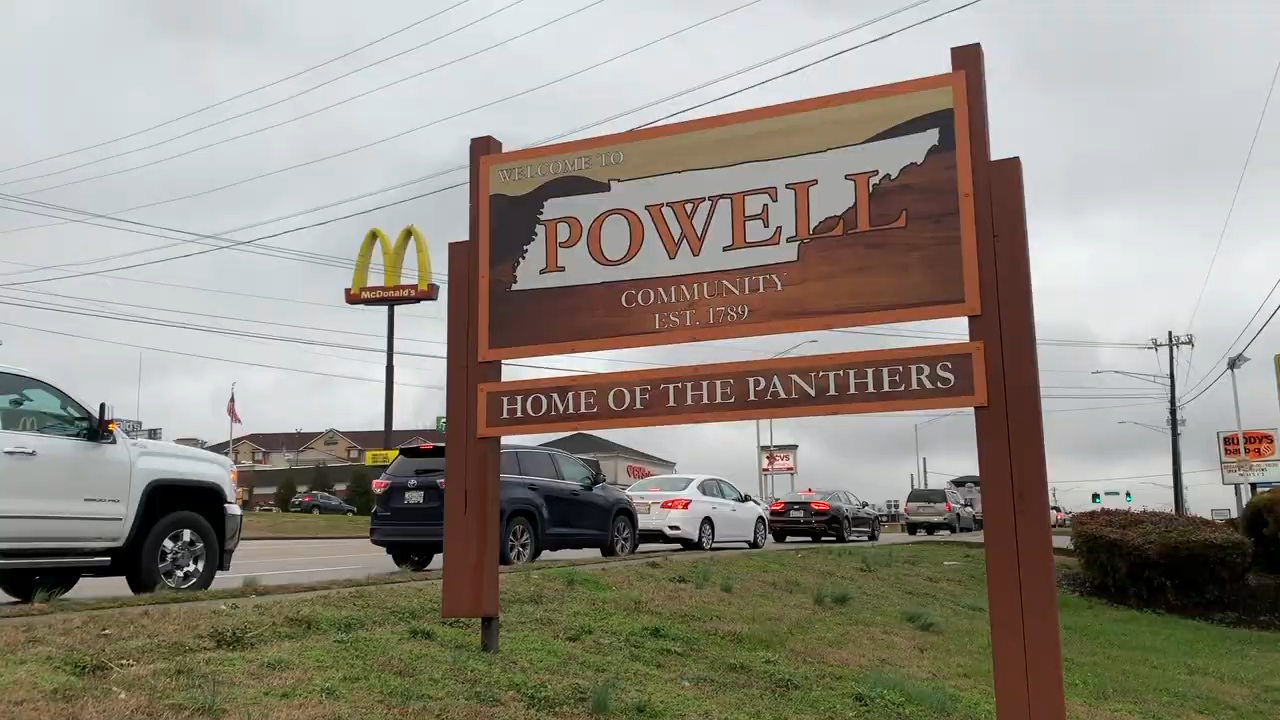 WELCOME TO
POWELL
COMMUNITY
EST. 1789
HOME OF THE PANTHERS
McDonald's
CVS
BUDDY'S
bar-b-q